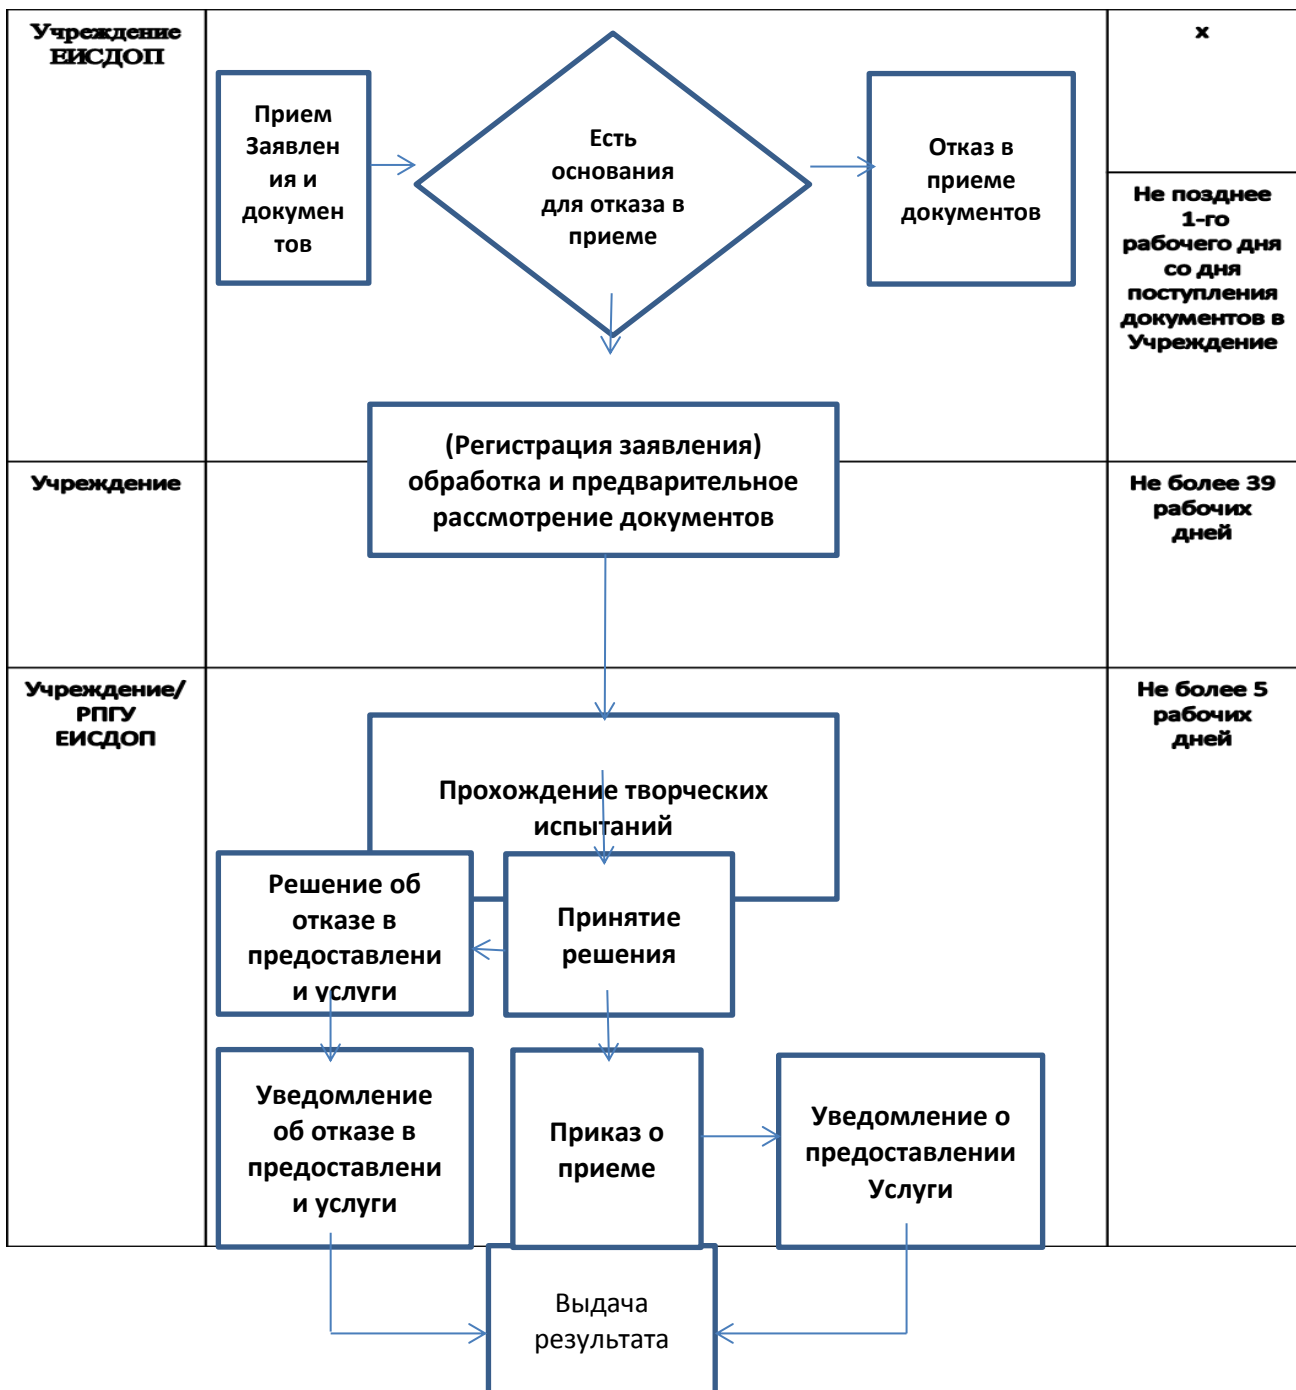 Учреждение
ЕИСДОП
Прием
Заявлен
ия и
докумен
тов
Есть
основания
для отказа в
приеме
Отказ в
приеме
документов
х
Не позднее
1-го
рабочего дня
со дня
поступления
документов в
Учреждение
(Регистрация заявления)
обработка и предварительное
рассмотрение документов
Учреждение
Не более 39
рабочих
дней
Учреждение/
РПГУ
ЕИСДОП
Не более 5
рабочих
дней
Прохождение творческих
испытаний
Решение об
отказе в
предоставлени
и услуги
Принятие
решения
Уведомление
об отказе в
предоставлени
и услуги
Приказ о
приеме
Уведомление о
предоставлении
Услуги
Выдача
результата